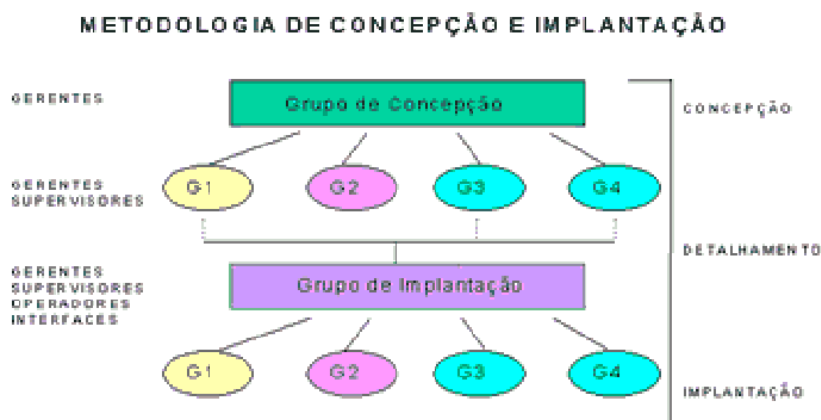 METODOLOGIA DE CONCEPÇÃO E IMPLANTAÇÃO
GERENTES
Grupo de Concepção
CONCEPÇÃO
GERENTES
SUPERVISORES
G1
G2
G3
G4
DETALHAMENTO
GERENTES
SUPERVISORES
OPERADORES
INTERFACES
Grupo de Implantação
G1
G2
G3
G4
IMPLANTAÇÃO